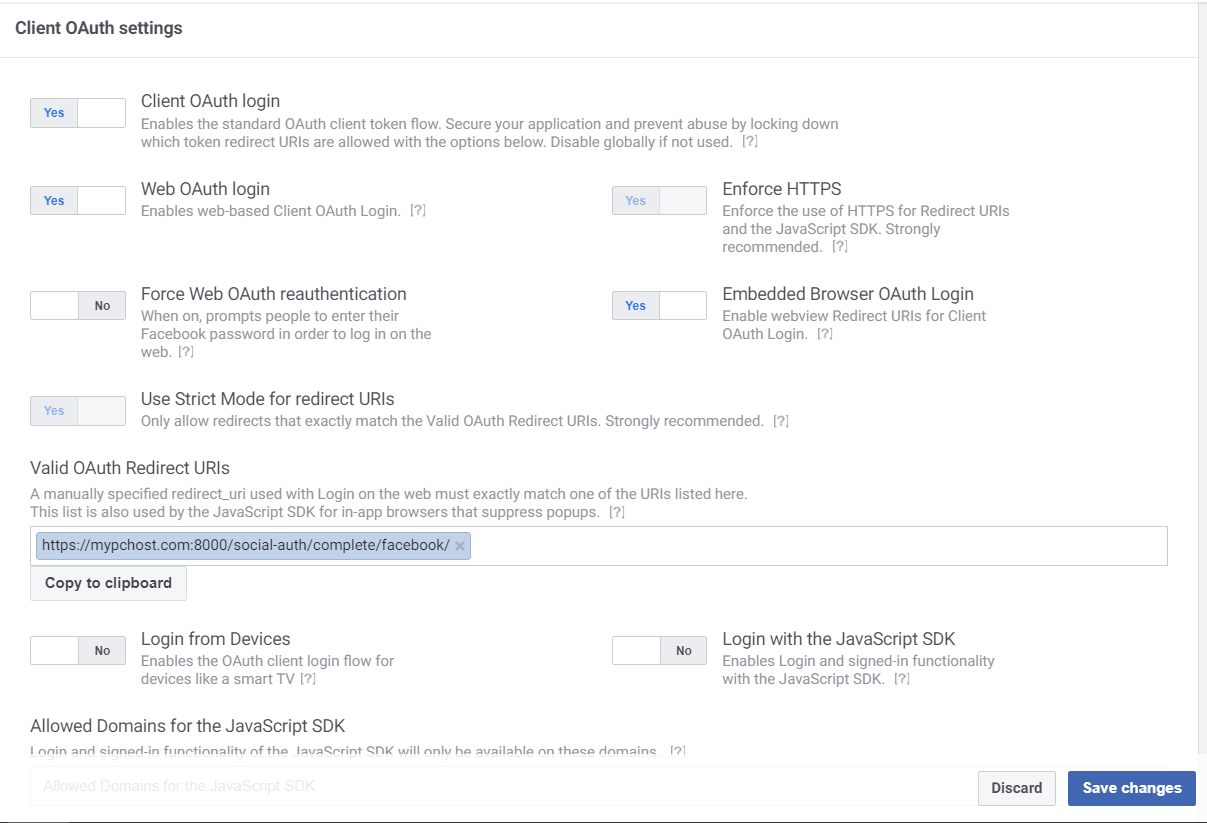 Client OAuth settings
Yes
Client OAuth login
Enables the standard OAuth client token flow. Secure your application and prevent abuse by locking down
which token redirect URIs are allowed with the options below. Disable globally if not used. [?]
Yes
Web OAuth login
Enables web-based Client OAuth Login. [?]
Yes
Enforce HTTPS
Enforce the use of HTTPS for Redirect URIs
and the JavaScript SDK. Strongly
recommended. [?]
No
Force Web OAuth reauthentication
When on, prompts people to enter their
Facebook password in order to log in on the
web. [?]
Yes
Embedded Browser OAuth Login
Enable webview Redirect URIs for Client
OAuth Login. [?]
Yes
Use Strict Mode for redirect URIs
Only allow redirects that exactly match the Valid OAuth Redirect URIs. Strongly recommended. [?]
Valid OAuth Redirect URIs
A manually specified redirect_uri used with Login on the web must exactly match one of the URIs listed here.
This list is also used by the JavaScript SDK for in-app browsers that suppress popups. [?]
https://mypchost.com:8000/social-auth/complete/facebook/ ×
Copy to clipboard
No
Login from Devices
Enables the OAuth client login flow for
devices like a smart TV [?]
No
Login with the JavaScript SDK
Enables Login and signed-in functionality
with the JavaScript SDK. [?]
Allowed Domains for the JavaScript SDK
Login and signed-in functionality of the JavaScript SDK will only be available on these domains. [?]
Allowed Domains for the JavaScript SDK
Discard
Save changes